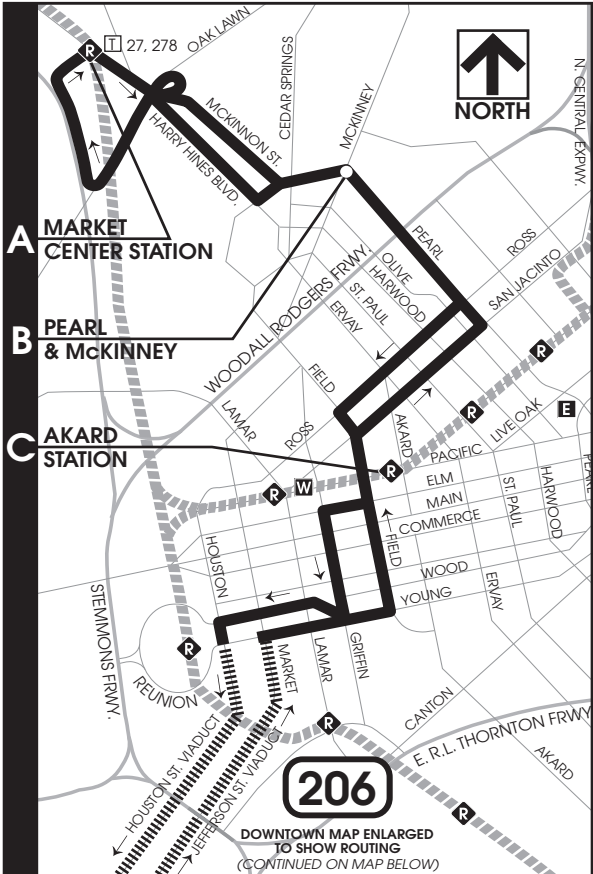 R T 27, 278
OAK LAWN
CEDAR SPRINGS
MCKINNEY
NORTH
N. CENTRAL EXPWY.
MCKINNON ST.
HARRY HINES BLVD.
A MARKET
CENTER STATION
PEARL
ROSS
SAN JACINTO
OLIVE
HARWOOD
ST. PAUL
ERVAY
WOODALL RODGERS FRWY.
B PEARL
& McKINNEY
FIELD
R
LAMAR
ROSS
AKARD
R
LIVE OAK
E
C AKARD
STATION
PACIFIC
R
R
W
ELM
MAIN
COMMERCE
ST. PAUL
HARWOOD
PEARL
HOUSTON
FIELD
WOOD
YOUNG
ERVAY
STEMMONS FRWY.
R
REUNION
MARKET
LAMAR
GRIFFIN
CANTON
R
E.R.L. THORNTON FRWY
AKARD
HOUSTON ST. VIADUCT
JEFFERSON ST. VIADUCT
206
R
DOWNTOWN MAP ENLARGED
TO SHOW ROUTING
(CONTINUED ON MAP BELOW)